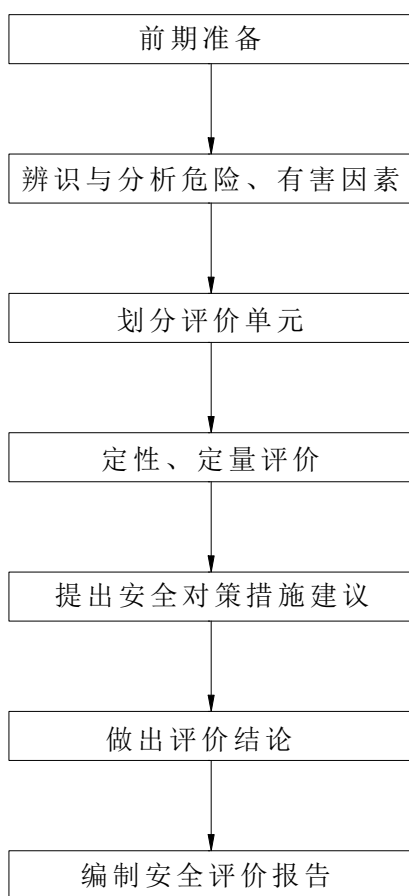 前期准备
辨识与分析危险、有害因素
划分评价单元
定性、定量评价
提出安全对策措施建议
做出评价结论
编制安全评价报告